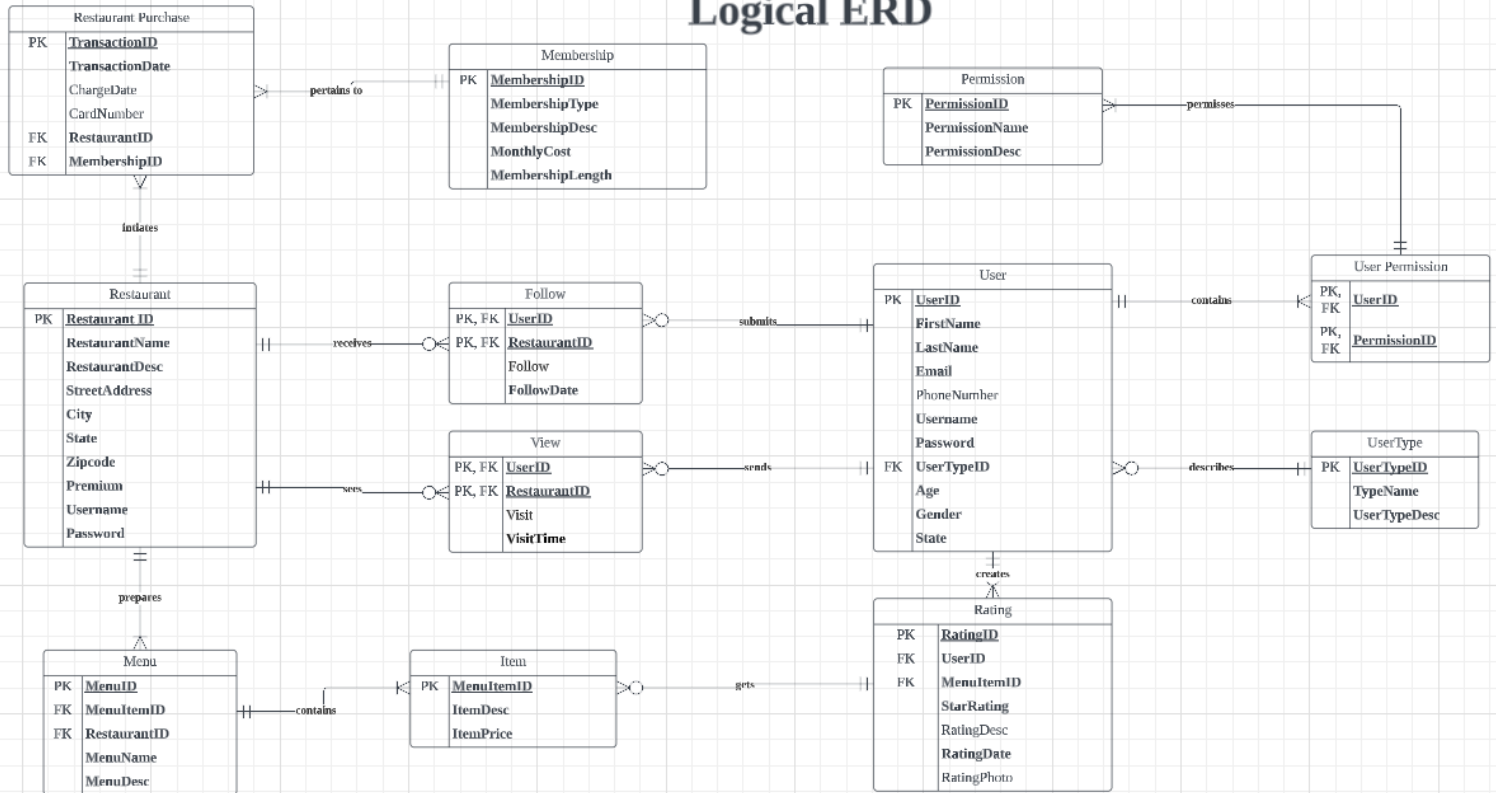 Logical ERD
Restaurant Purchase
PK TransactionID
TransactionDate
ChargeDate
CardNumber
FK RestaurantID
FK MembershipID
pertains to
Membership
PK MembershipID
MembershipType
MembershipDesc
MonthlyCost
MembershipLength
Permission
PK PermissionID
PermissionName
PermissionDesc
permisses
intiates
Restaurant
PK Restaurant ID
RestaurantName
RestaurantDesc
StreetAddress
City
State
Zipcode
Premium
Username
Password
receives
sees
Follow
PK, FK UserID
PK, FK RestaurantID
Follow
FollowDate
submits
View
PK, FK UserID
PK, FK RestaurantID
Visit
VisitTime
sends
User
PK UserID
FirstName
LastName
Email
PhoneNumber
Username
Password
FK UserTypeID
Age
Gender
State
contains
User Permission
PK, FK UserID
PK, FK PermissionID
describes
UserType
PK UserTypeID
TypeName
UserTypeDesc
prepares
creates
Menu
PK MenuID
FK MenuItemID
FK RestaurantID
MenuName
MenuDesc
contains
Item
PK MenuItemID
ItemDesc
ItemPrice
gets
Rating
PK RatingID
FK UserID
FK MenuItemID
StarRating
RatingDesc
RatingDate
RatingPhoto